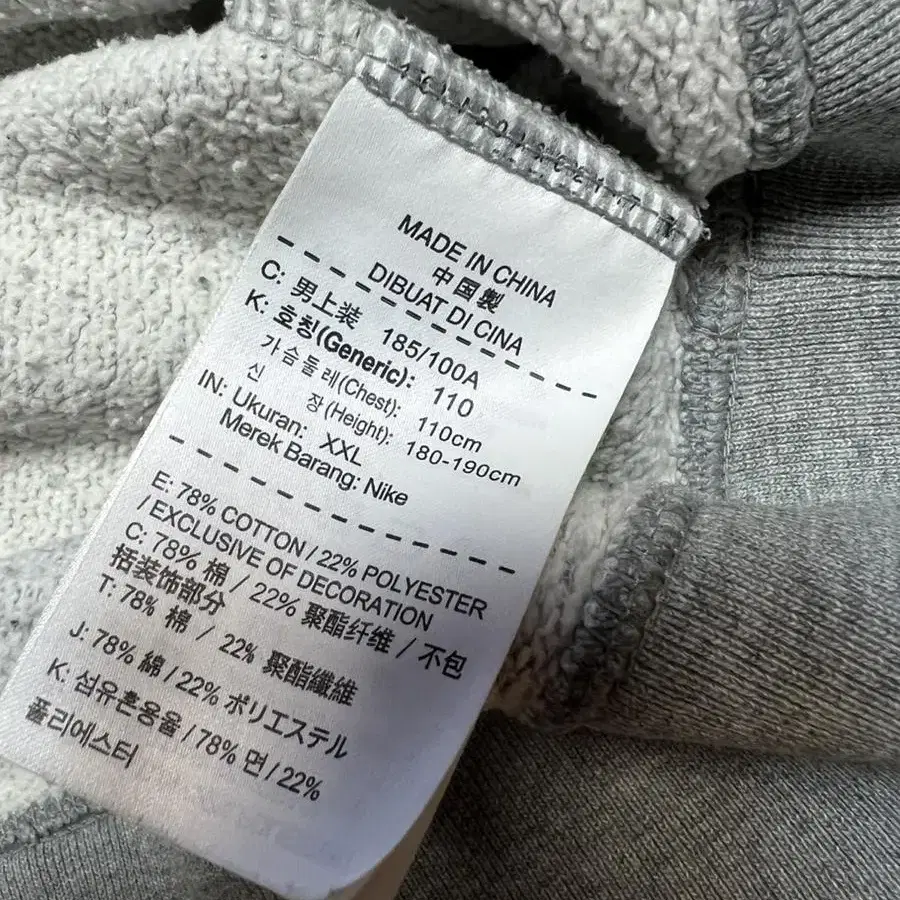 MADE IN CHINA
中国製
DIBUAT DI CINA
C: 男上装 185/100A
K: 호칭(Generic): 110
가슴둘레(Chest): 110cm
신 장(Height): 180-190cm
IN: Ukuran: XXL
Merek Barang: Nike
E: 78% COTTON / 22% POLYESTER
/ EXCLUSIVE OF DECORATION
C: 78% 棉 / 22% 聚酯纤维 / 不包
括装饰部分
T: 78% 棉 / 22% 聚酯纖維
J: 78% 綿 / 22% ポリエステル
K: 섬유혼용율 / 78% 면 / 22%
폴리에스터